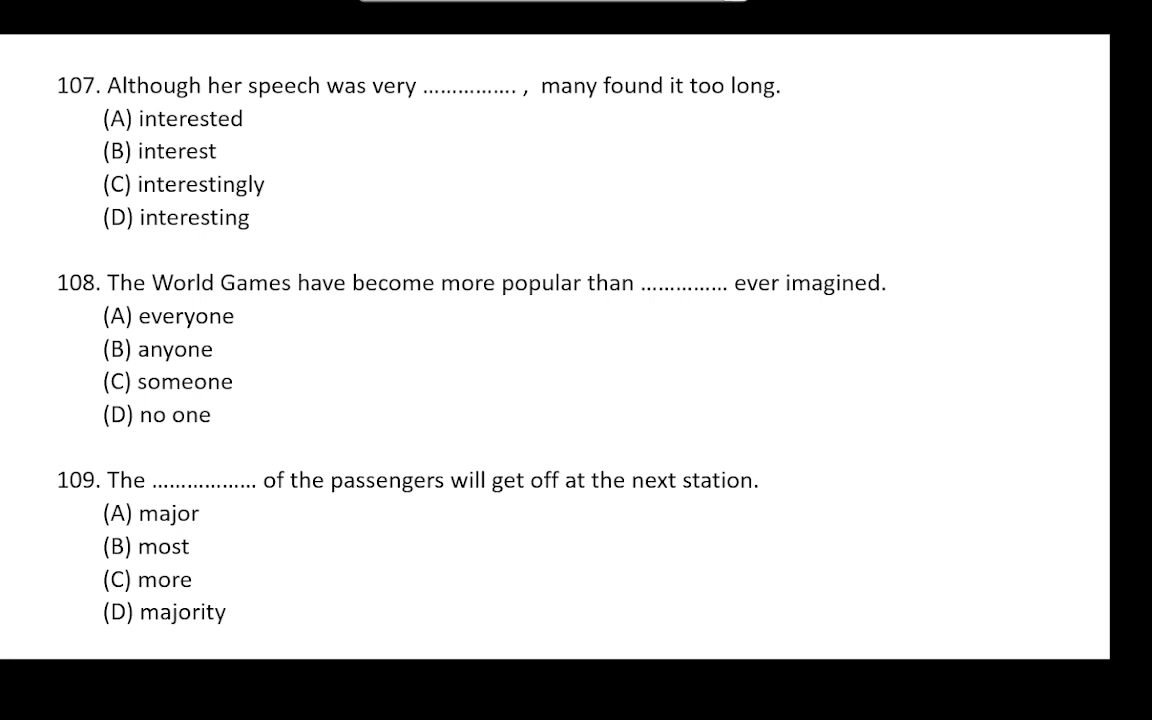 107. Although her speech was very ................ , many found it too long.
(A) interested
(B) interest
(C) interestingly
(D) interesting
108. The World Games have become more popular than ............... ever imagined.
(A) everyone
(B) anyone
(C) someone
(D) no one
109. The .................. of the passengers will get off at the next station.
(A) major
(B) most
(C) more
(D) majority